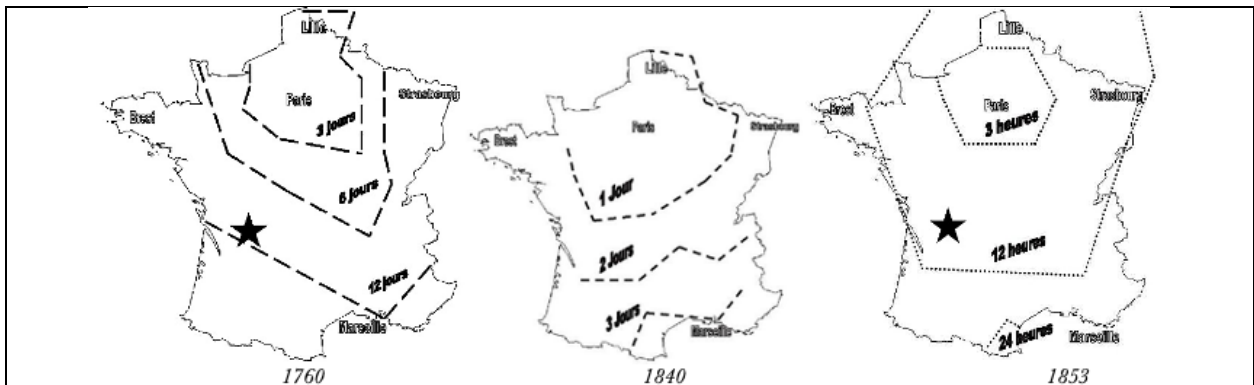 Lille
Paris
Strasbourg
Brest
3 jours
6 jours
12 jours
Marseille
1760
Lille
Paris
Strasbourg
Brest
1 Jour
2 Jours
3 Jours
Marseille
1840
Lille
Paris
Strasbourg
Brest
3 heures
12 heures
24 heures
Marseille
1853